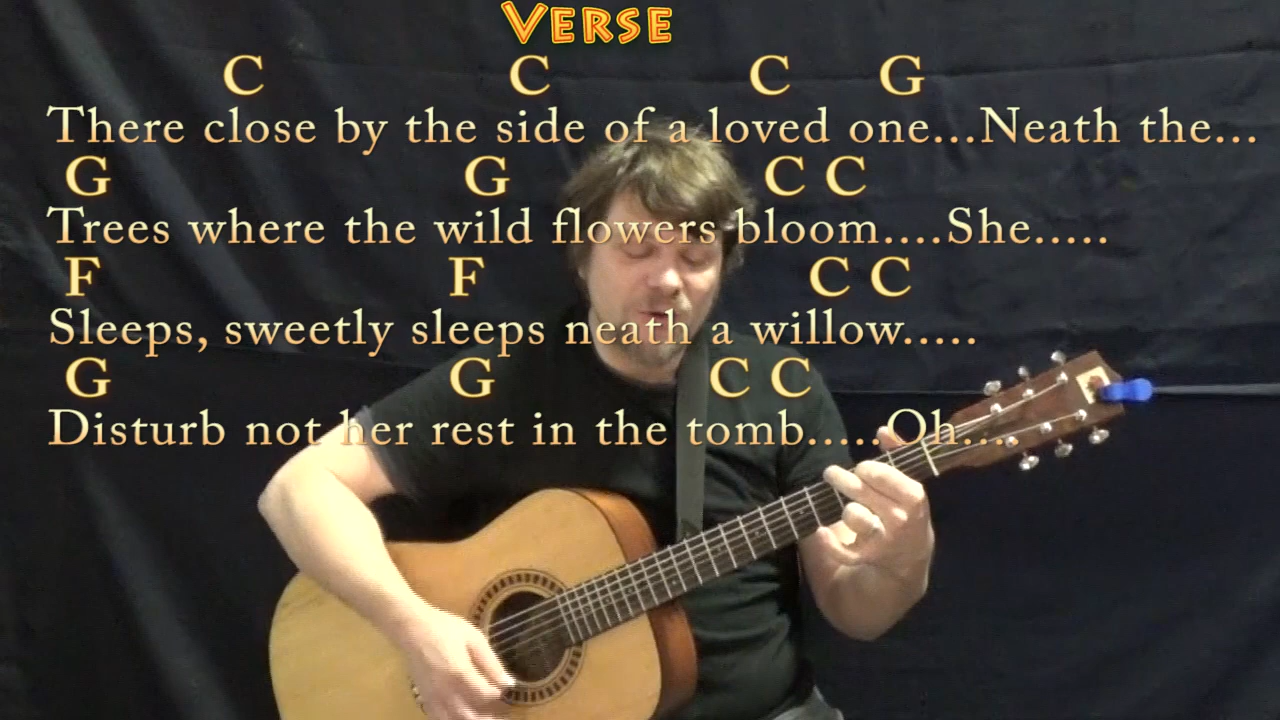 VERSE
C C C G
There close by the side of a loved one...Neath the...
G G C C
Trees where the wild flowers bloom....She.....
F F C C
Sleeps, sweetly sleeps neath a willow.....
G G C C
Disturb not her rest in the tomb.....Oh....